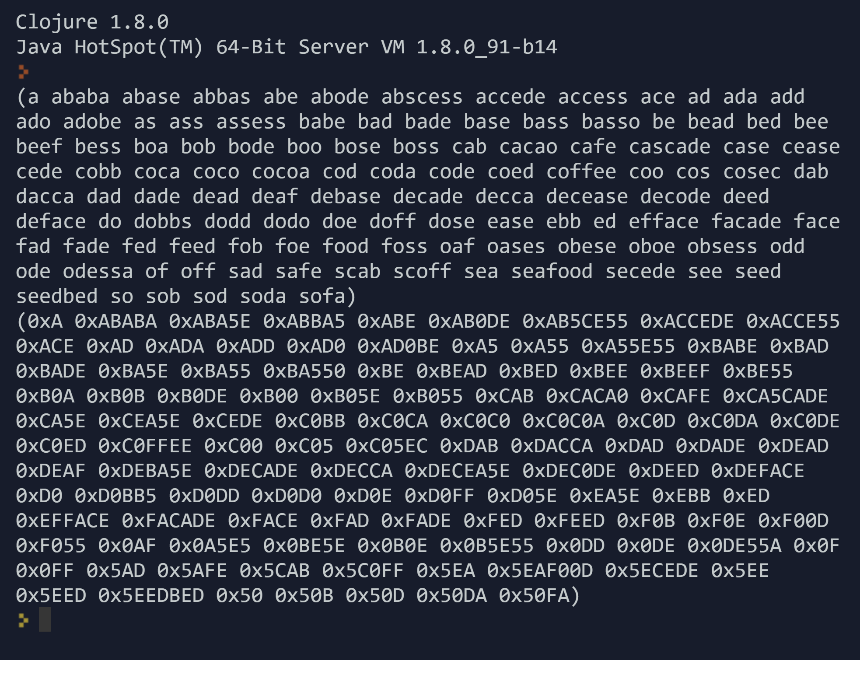 Clojure 1.8.0
Java HotSpot(TM) 64-Bit Server VM 1.8.0_91-b14
(a ababa abase abbas abe abode abscess accede access ace ad ada add
ado adobe as ass assess babe bad bade base bass basso be bead bed bee
beef bess boa bob bode boo bose boss cab cacao cafe cascade case cease
cede cobb coca coco cocoa cod coda code coed coffee coo cos cosec dab
dacca dad dade dead deaf debase decade decca decease decode deed
deface do dobbs dodd dodo doe doff dose ease ebb ed efface facade face
fad fade fed feed fob foe food foss oaf oases obese oboe obsess odd
ode odessa of off sad safe scab scoff sea seafood secede see seed
seedbed so sob sod soda sofa)
(0xA 0xABABA 0xABA5E 0xABBA5 0xABE 0xAB0DE 0xAB5CE55 0xACCEDE 0xACCE55
0xACE 0xAD 0xADA 0xADD 0xAD0 0xAD0BE 0xA5 0xA55 0xA55E55 0xBABE 0xBAD
0xBADE 0xBA5E 0xBA55 0xBA550 0xBE 0xBEAD 0xBED 0xBEE 0xBEEF 0xBE55
0xB0A 0xB0B 0xB0DE 0xB00 0xB05E 0xB055 0xCAB 0xCACA0 0xCAFE 0xCA5CADE
0xCA5E 0xCEA5E 0xCEDE 0xC0BB 0xC0CA 0xC0C0 0xC0C0A 0xC0D 0xC0DA 0xC0DE
0xC0ED 0xC0FFEE 0xC00 0xC05 0xC05EC 0xDAB 0xDACCA 0xDAD 0xDADE 0xDEAD
0xDEAF 0xDEBA5E 0xDECADE 0xDECCA 0xDECEA5E 0xDEC0DE 0xDEED 0xDEFACE
0xD0 0xD0BB5 0xD0DD 0xD0D0 0xD0E 0xD0FF 0xD05E 0xEA5E 0xEBB 0xED
0xEFFACE 0xFACADE 0xFACE 0xFAD 0xFADE 0xFED 0xFEED 0xF0B 0xF0E 0xF00D
0xF055 0x0AF 0x0A5E5 0x0BE5E 0x0B0E 0x0B5E55 0x0DD 0x0DE 0x0DE55A 0x0F
0x0FF 0x5AD 0x5AFE 0x5CAB 0x5C0FF 0x5EA 0x5EAF00D 0x5ECEDE 0x5EE
0x5EED 0x5EEDBED 0x50 0x50B 0x50D 0x50DA 0x50FA)